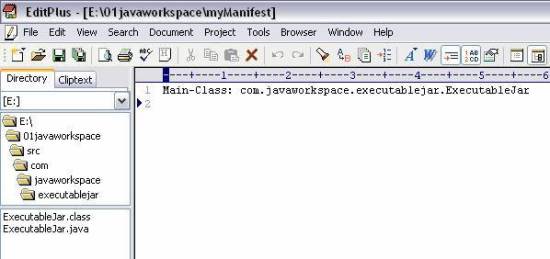 EditPlus - [E:\01javaworkspace\myManifest]
File Edit View Search Document Project Tools Browser Window Help
Directory Cliptext
[E:]
E:\
01javaworkspace
src
com
javaworkspace
executablejar
ExecutableJar.class
ExecutableJar.java
----+----1----+----2----+----3----+----4----+----5----+----6
1 Main-Class: com.javaworkspace.executablejar.ExecutableJar
2